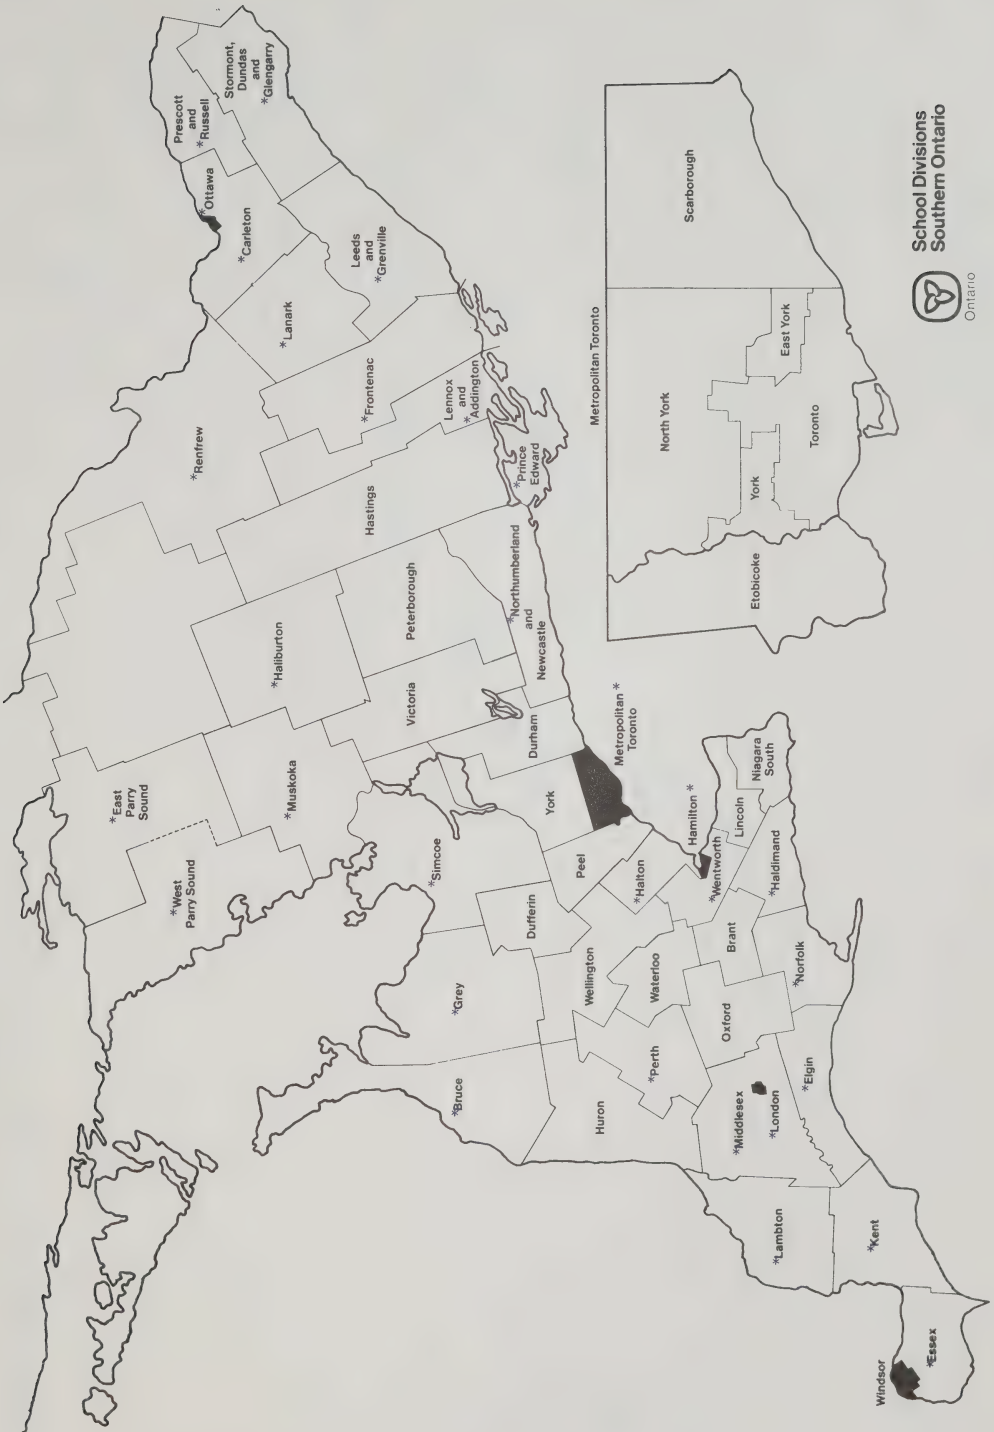 School Divisions
Southern Ontario
Ontario
Stormont,
Dundas
and
*Glengarry
Prescott
and
*Russell
*Ottawa
*Carleton
Leeds
and
*Grenville
*Lanark
*Frontenac
Lennox
and
*Addington
*Renfrew
*Prince
Edward
Hastings
Peterborough
*Northumberland
and
Newcastle
*Haliburton
Victoria
Durham
Metropolitan *
Toronto
*East
Parry
Sound
*Muskoka
York
*West
Parry Sound
*Simcoe
Peel
*Halton
Hamilton *
*Wentworth
Lincoln
Niagara
South
*Haldimand
Dufferin
Wellington
Waterloo
Brant
*Norfolk
*Grey
Oxford
*Perth
*Bruce
Huron
*Middlesex
*London
*Elgin
*Lambton
*Kent
Windsor
*Essex
Metropolitan Toronto
Scarborough
North York
East York
York
Toronto
Etobicoke